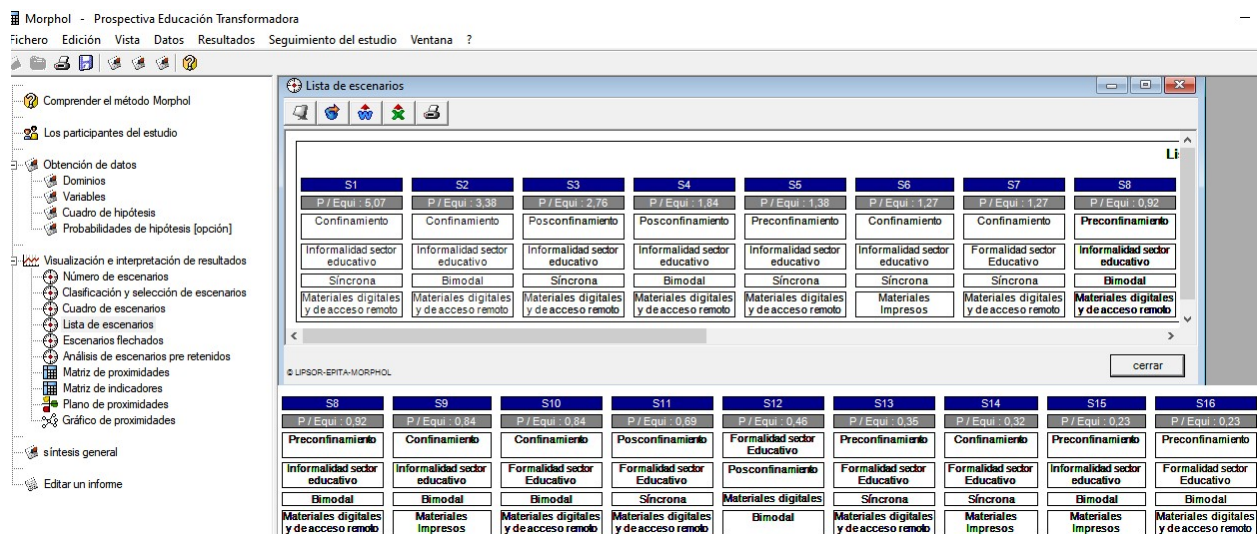 Morphol - Prospectiva Educación Transformadora
Fichero Edición Vista Datos Resultados Seguimiento del estudio Ventana ?
Comprender el método Morphol
Los participantes del estudio
Obtención de datos
Dominios
Variables
Cuadro de hipótesis
Probabilidades de hipótesis [opción]
Visualización e interpretación de resultados
Número de escenarios
Clasificación y selección de escenarios
Cuadro de escenarios
Lista de escenarios
Escenarios flechados
Análisis de escenarios pre retenidos
Matriz de proximidades
Matriz de indicadores
Plano de proximidades
Gráfico de proximidades
síntesis general
Editar un informe
Lista de escenarios
S1 S2 S3 S4 S5 S6 S7 S8
P / Equi : 5,07 P / Equi : 3,38 P / Equi : 2,76 P / Equi : 1,84 P / Equi : 1,38 P / Equi : 1,27 P / Equi : 1,27 P / Equi : 0,92
Confinamiento Confinamiento Posconfinamiento Posconfinamiento Preconfinamiento Confinamiento Confinamiento Preconfinamiento
Informalidad sector Informalidad sector Informalidad sector Informalidad sector Informalidad sector Informalidad sector Formalidad sector Informalidad sector
educativo educativo educativo educativo educativo educativo Educativo educativo
Síncrona Bimodal Síncrona Bimodal Síncrona Síncrona Síncrona Bimodal
Materiales digitales Materiales digitales Materiales digitales Materiales digitales Materiales digitales Materiales Materiales digitales Materiales digitales
y de acceso remoto y de acceso remoto y de acceso remoto y de acceso remoto y de acceso remoto Impresos y de acceso remoto y de acceso remoto
© LIPSOR-EPITA-MORPHOL
cerrar
S8 S9 S10 S11 S12 S13 S14 S15 S16
P / Equi : 0,92 P / Equi : 0,84 P / Equi : 0,84 P / Equi : 0,69 P / Equi : 0,46 P / Equi : 0,35 P / Equi : 0,32 P / Equi : 0,23 P / Equi : 0,23
Preconfinamiento Confinamiento Confinamiento Posconfinamiento Formalidad sector Preconfinamiento Confinamiento Preconfinamiento Preconfinamiento
Educativo
Informalidad sector Informalidad sector Formalidad sector Formalidad sector Posconfinamiento Formalidad sector Formalidad sector Informalidad sector Formalidad sector
educativo educativo Educativo Educativo Educativo Educativo educativo Educativo
Bimodal Bimodal Bimodal Síncrona Materiales digitales Síncrona Síncrona Bimodal Bimodal
Materiales digitales Materiales Materiales digitales Materiales digitales Bimodal Materiales digitales Materiales Materiales Materiales digitales
y de acceso remoto Impresos y de acceso remoto y de acceso remoto y de acceso remoto Impresos Impresos y de acceso remoto